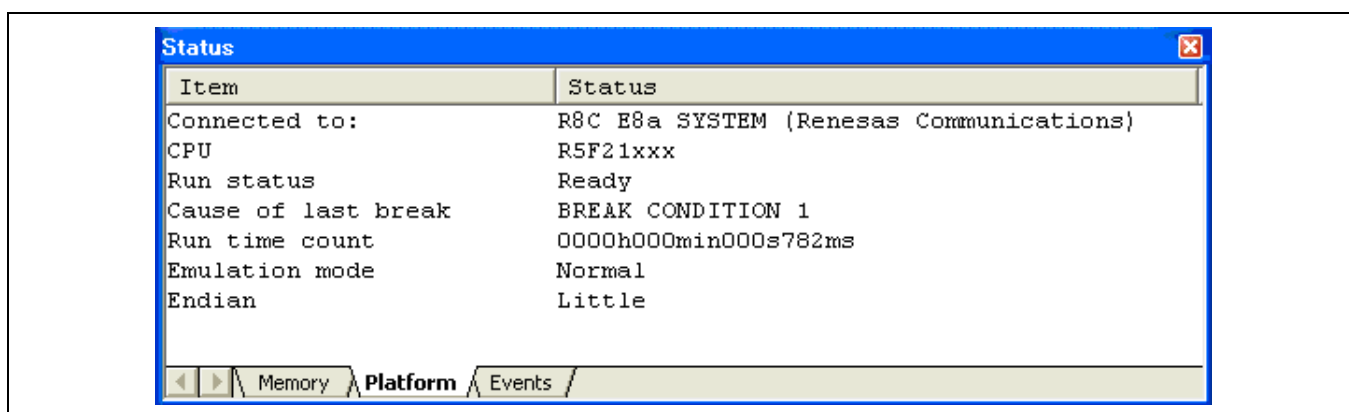 Status
Item Status
Connected to: R8C E8a SYSTEM (Renesas Communications)
CPU R5F21xxx
Run status Ready
Cause of last break BREAK CONDITION 1
Run time count 0000h000min000s782ms
Emulation mode Normal
Endian Little
Memory Platform Events